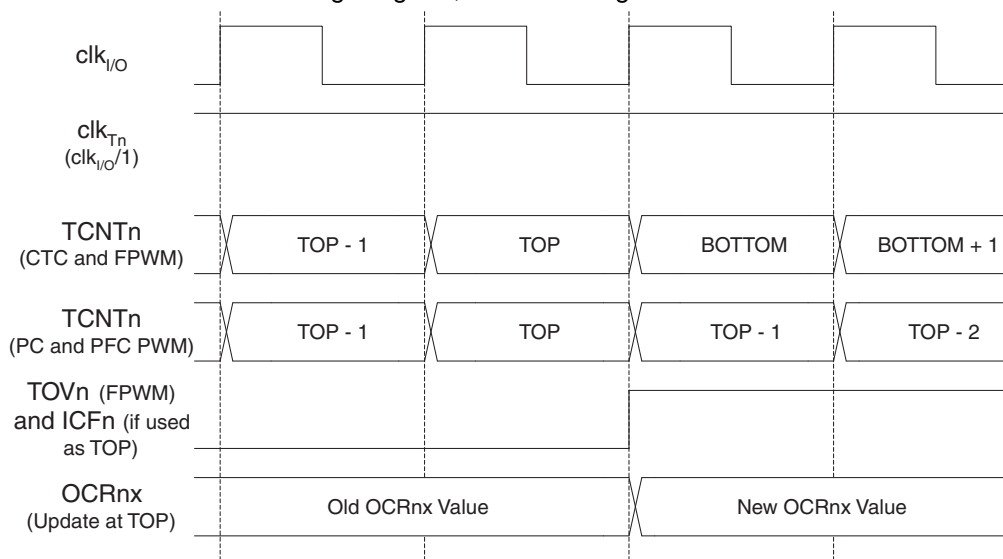 clkI/O
clkTn
(clkI/O/1)
TCNTn
(CTC and FPWM)
TOP - 1
TOP
BOTTOM
BOTTOM + 1
TCNTn
(PC and PFC PWM)
TOP - 1
TOP
TOP - 1
TOP - 2
TOVn (FPWM)
and ICFn (if used
as TOP)
OCRnx
(Update at TOP)
Old OCRnx Value
New OCRnx Value